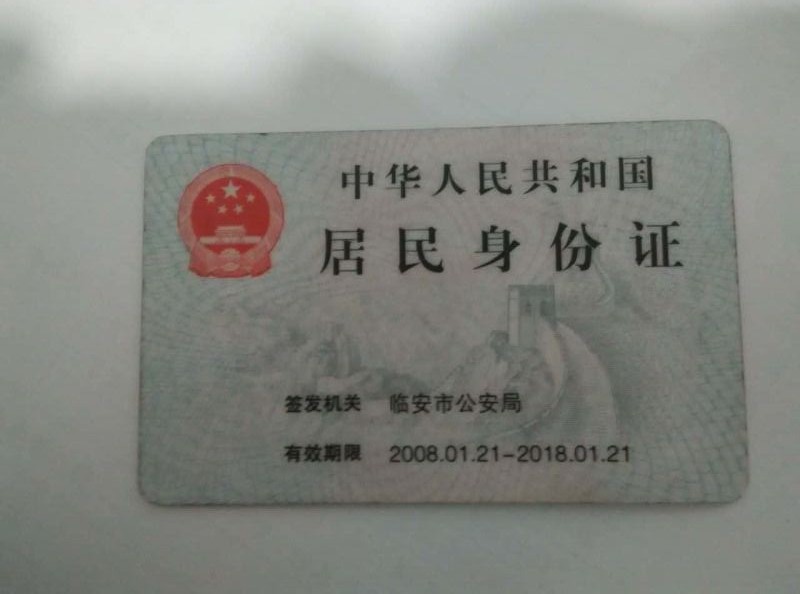 中华人民共和国
居民身份证
签发机关 临安市公安局
有效期限 2008.01.21-2018.01.21